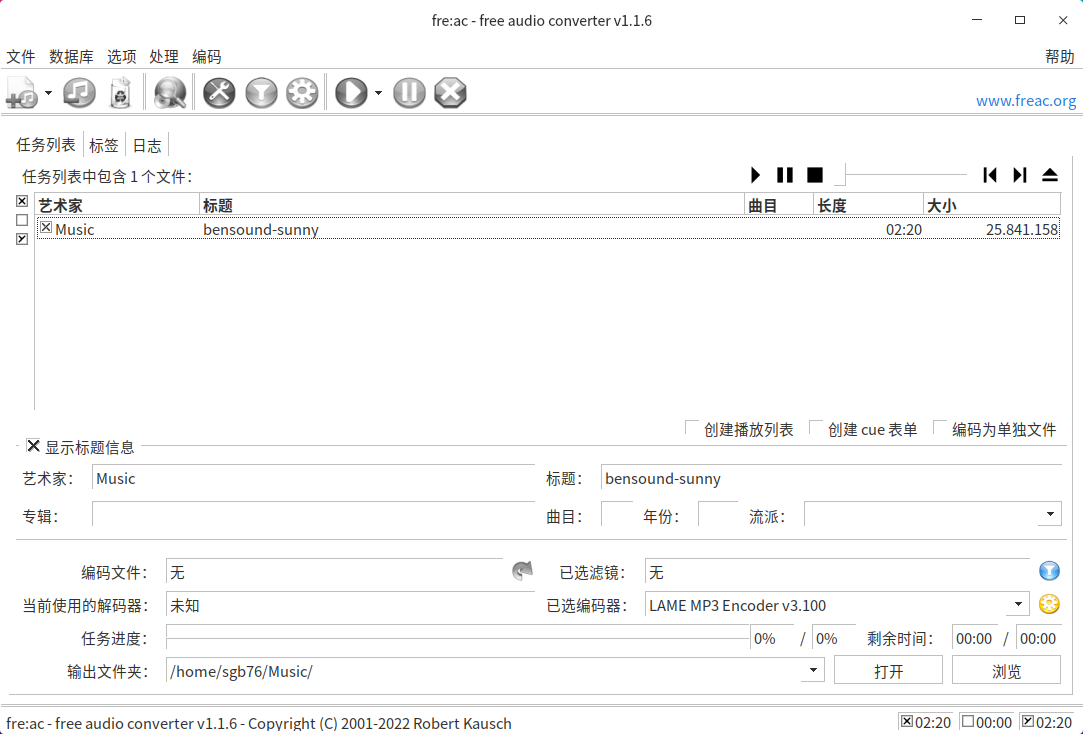 fre:ac - free audio converter v1.1.6
文件 数据库 选项 处理 编码 帮助
www.freac.org
任务列表 标签 日志
任务列表中包含 1 个文件：
艺术家 标题 曲目 长度 大小
Music bensound-sunny 02:20 25.841.158
创建播放列表 创建 cue 表单 编码为单独文件
显示标题信息
艺术家： Music 标题： bensound-sunny
专辑： 曲目： 年份： 流派：
编码文件： 无 已选滤镜： 无
当前使用的解码器： 未知 已选编码器： LAME MP3 Encoder v3.100
任务进度： 0% / 0% 剩余时间： 00:00 / 00:00
输出文件夹： /home/sgb76/Music/ 打开 浏览
fre:ac - free audio converter v1.1.6 - Copyright (C) 2001-2022 Robert Kausch 02:20 00:00 02:20